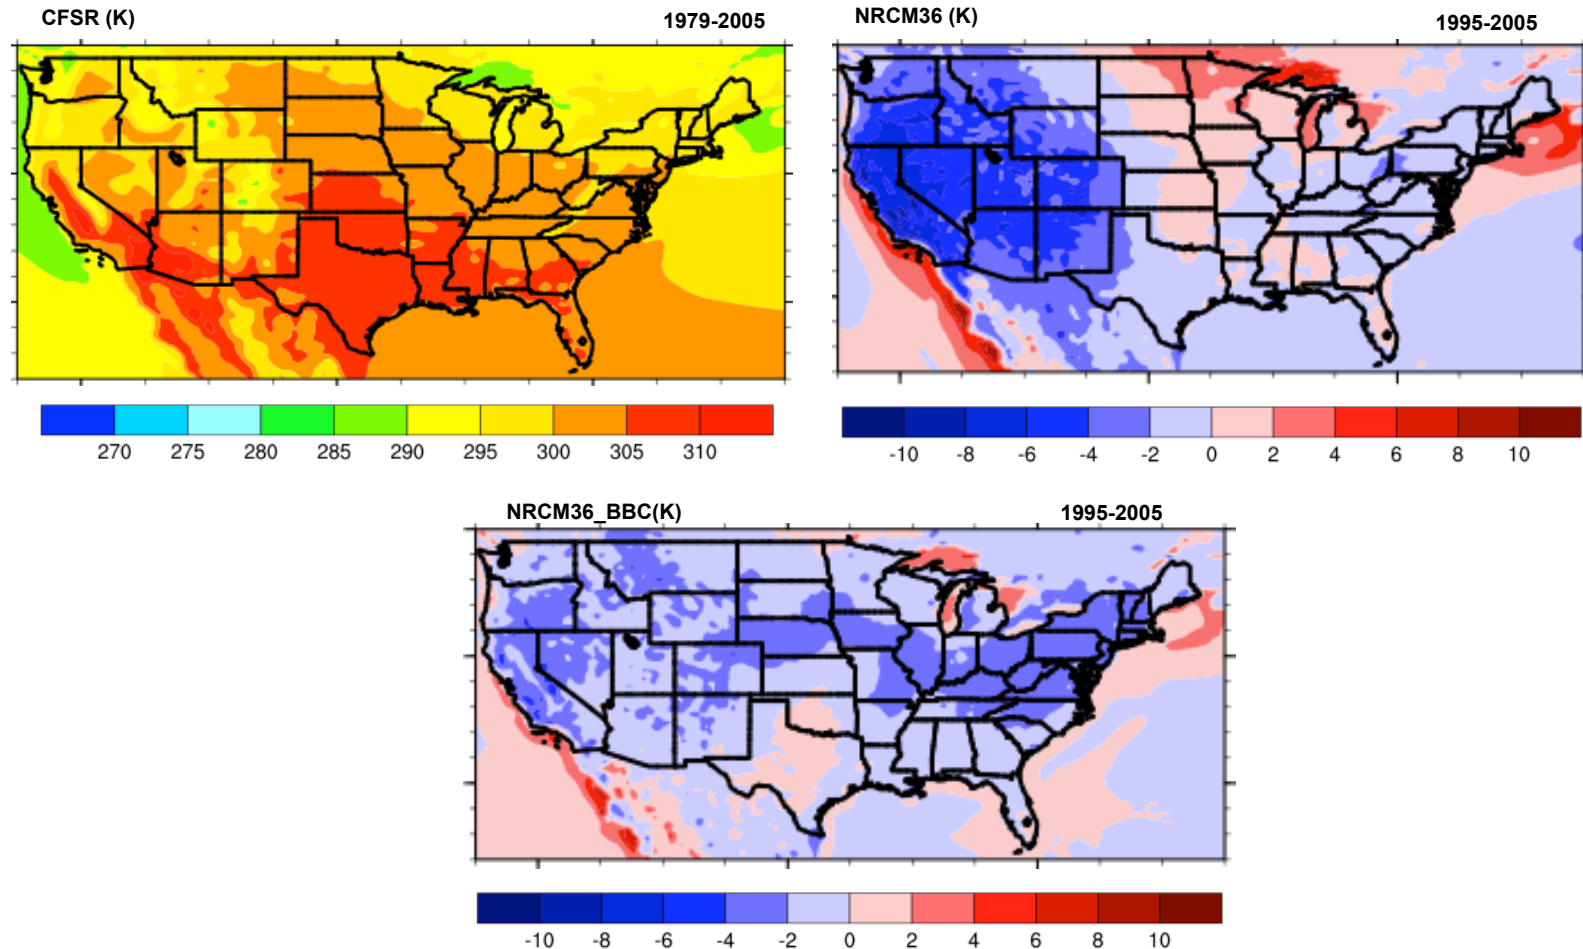 CFSR (K) 1979-2005
NRCM36 (K) 1995-2005
270 275 280 285 290 295 300 305 310
-10 -8 -6 -4 -2 0 2 4 6 8 10
NRCM36_BBC(K) 1995-2005
-10 -8 -6 -4 -2 0 2 4 6 8 10